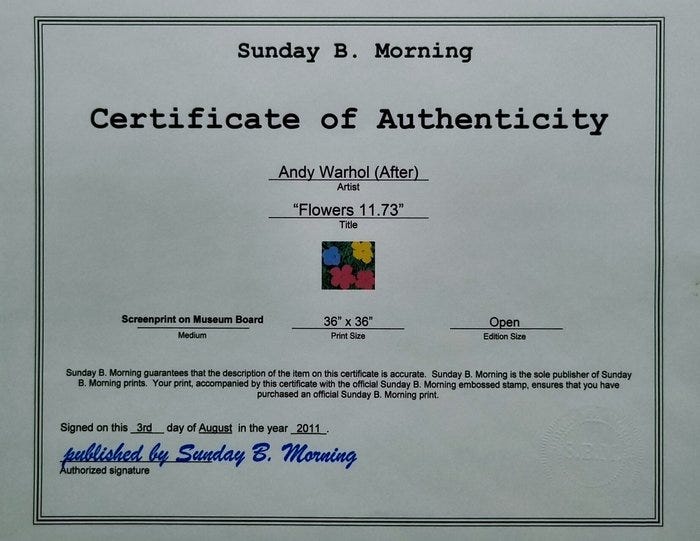 Sunday B. Morning
Certificate of Authenticity
Andy Warhol (After)
Artist
“Flowers 11.73”
Title
Screenprint on Museum Board
Medium
36” x 36”
Print Size
Open
Edition Size
Sunday B. Morning guarantees that the description of the item on this certificate is accurate. Sunday B. Morning is the sole publisher of Sunday
B. Morning prints. Your print, accompanied by this certificate with the official Sunday B. Morning embossed stamp, ensures that you have
purchased an official Sunday B. Morning print.
Signed on this 3rd day of August in the year 2011.
published by Sunday B. Morning
Authorized signature